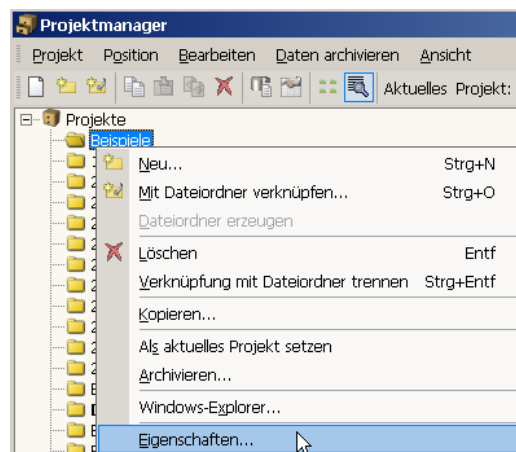 Projektmanager
Projekt Position Bearbeiten Daten archivieren Ansicht
Aktuelles Projekt:
Projekte
Beispiele
Neu... Strg+N
Mit Dateiordner verknüpfen... Strg+O
Dateiordner erzeugen
Löschen Entf
Verknüpfung mit Dateiordner trennen Strg+Entf
Kopieren...
Als aktuelles Projekt setzen
Archivieren...
Windows-Explorer...
Eigenschaften...